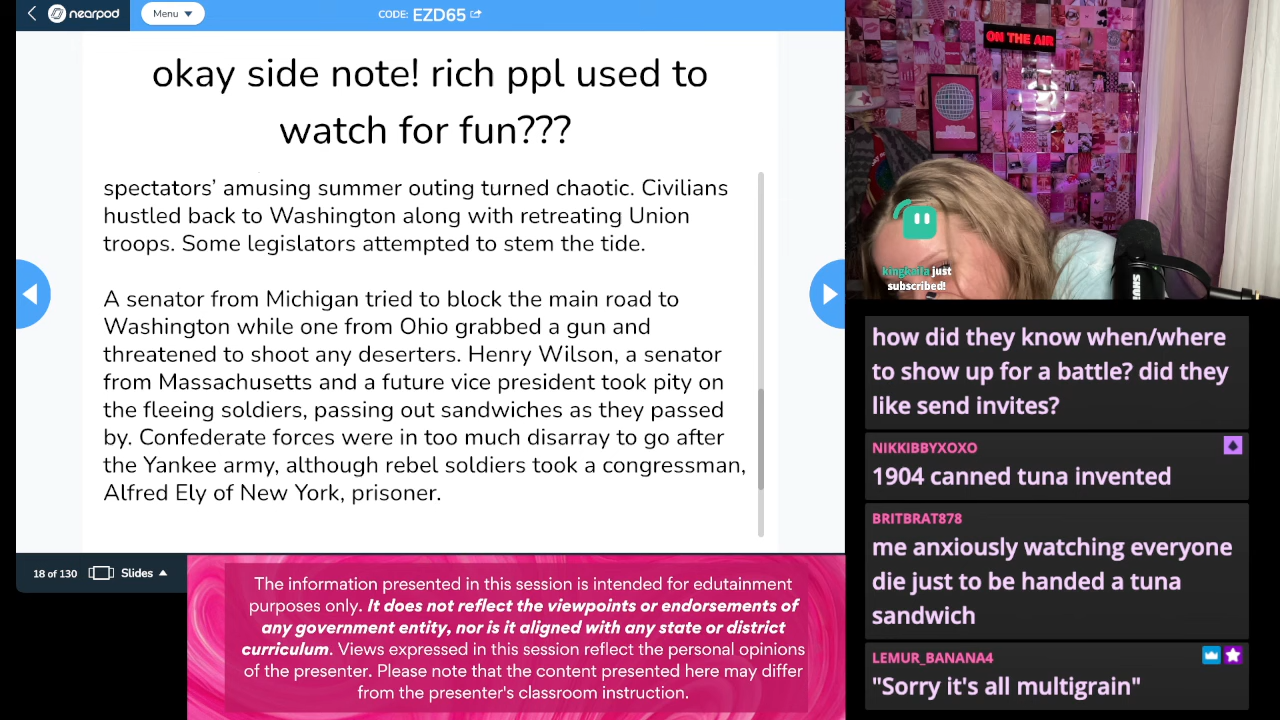 nearpod
Menu
CODE: EZD65
okay side note! rich ppl used to
watch for fun???
spectators’ amusing summer outing turned chaotic. Civilians
hustled back to Washington along with retreating Union
troops. Some legislators attempted to stem the tide.
A senator from Michigan tried to block the main road to
Washington while one from Ohio grabbed a gun and
threatened to shoot any deserters. Henry Wilson, a senator
from Massachusetts and a future vice president took pity on
the fleeing soldiers, passing out sandwiches as they passed
by. Confederate forces were in too much disarray to go after
the Yankee army, although rebel soldiers took a congressman,
Alfred Ely of New York, prisoner.
18 of 130 Slides
The information presented in this session is intended for edutainment
purposes only. It does not reflect the viewpoints or endorsements of
any government entity, nor is it aligned with any state or district
curriculum. Views expressed in this session reflect the personal opinions
of the presenter. Please note that the content presented here may differ
from the presenter's classroom instruction.
ON THE AIR
kingkaita just
subscribed!
how did they know when/where
to show up for a battle? did they
like send invites?
NIKKIBBYXOXO
1904 canned tuna invented
BRITBRAT878
me anxiously watching everyone
die just to be handed a tuna
sandwich
LEMUR_BANANA4
"Sorry it's all multigrain"